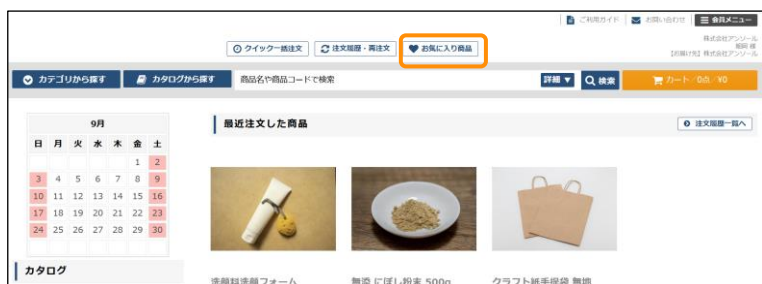 ご利用ガイド
お問い合わせ
会員メニュー
株式会社アンソール
様
【お届け先】株式会社アンソール
クイック一括注文
注文履歴・再注文
お気に入り商品
カテゴリから探す
カタログから探す
商品名や商品コードで検索
詳細 ▼
検索
カート／0点／¥0
9月
日 月 火 水 木 金 土
1 2
3 4 5 6 7 8 9
10 11 12 13 14 15 16
17 18 19 20 21 22 23
24 25 26 27 28 29 30
最近注文した商品
注文履歴一覧へ
カタログ
洗顔料洗顔フォーム
無添 にぼし粉末 500g
クラフト紙手提袋 無地